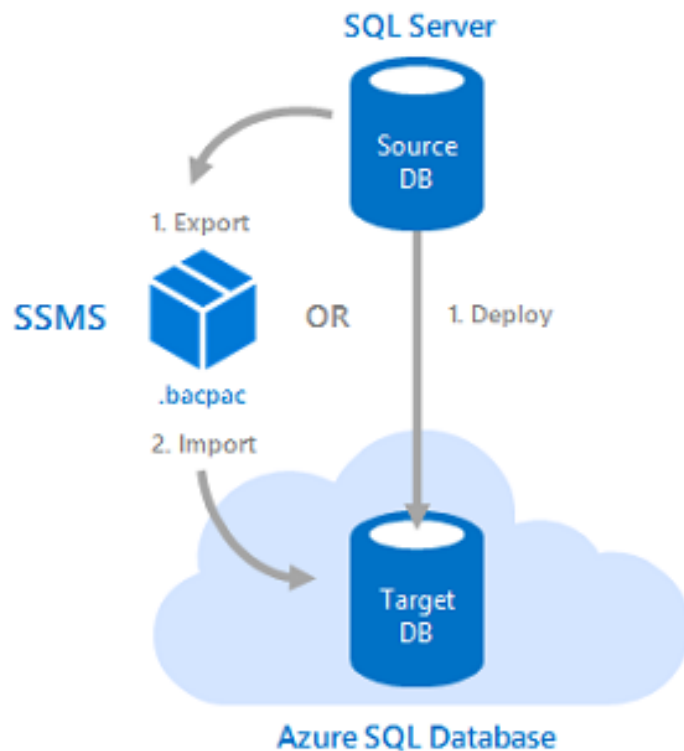 SQL Server
Source
DB
1. Export
SSMS
OR
1. Deploy
.bacpac
2. Import
Target
DB
Azure SQL Database